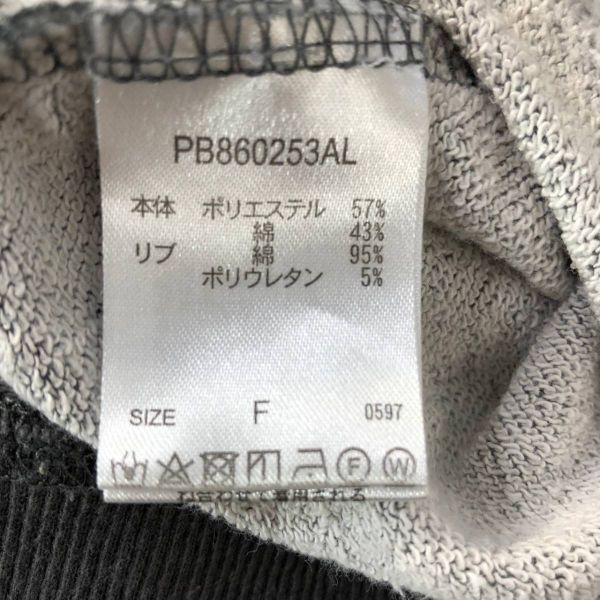 PB860253AL
本体 ポリエステル 57%
綿 43%
リブ 綿 95%
ポリウレタン 5%
SIZE F 0597
F W